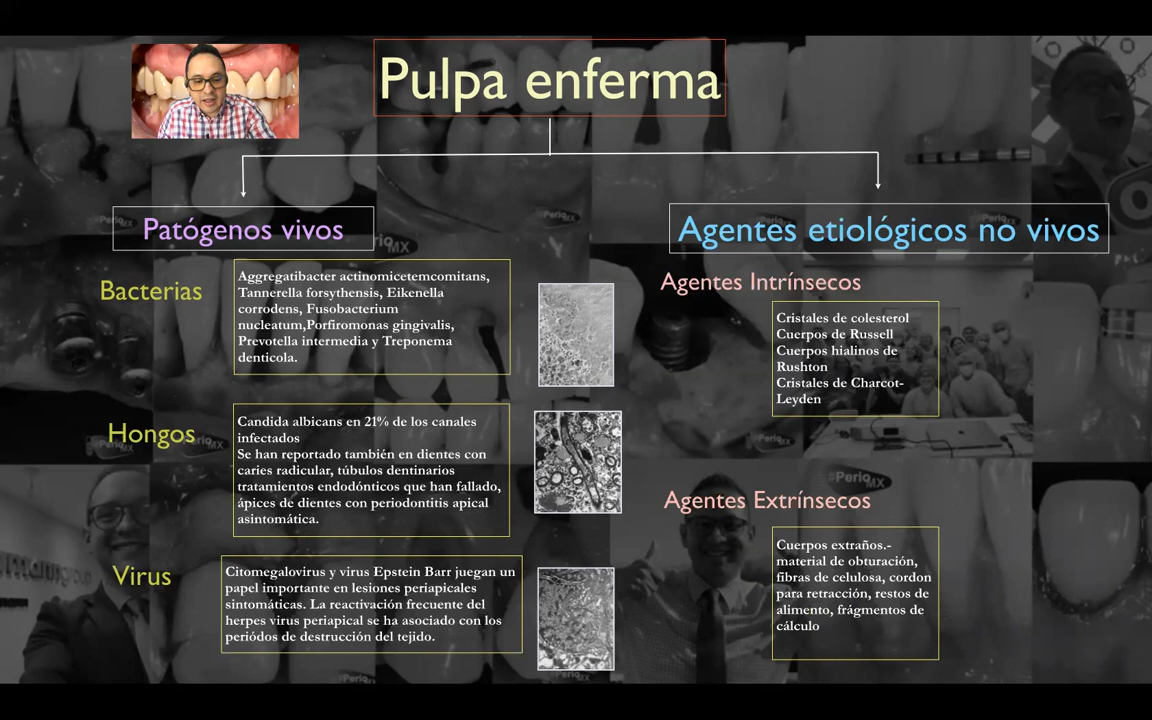 Pulpa enferma
Patógenos vivos
Bacterias
Aggregatibacter actinomicetemcomitans,
Tannerella forsythensis, Eikenella
corrodens, Fusobacterium
nucleatum,Porfiromonas gingivalis,
Prevotella intermedia y Treponema
denticola.
Hongos
Candida albicans en 21% de los canales
infectados
Se han reportado también en dientes con
caries radicular, túbulos dentinarios
tratamientos endodónticos que han fallado,
ápices de dientes con periodontitis apical
asintomática.
Virus
Citomegalovirus y virus Epstein Barr juegan un
papel importante en lesiones periapicales
sintomáticas. La reactivación frecuente del
herpes virus periapical se ha asociado con los
periódos de destrucción del tejido.
Agentes etiológicos no vivos
Agentes Intrínsecos
Cristales de colesterol
Cuerpos de Russell
Cuerpos hialinos de
Rushton
Cristales de Charcot-
Leyden
Agentes Extrínsecos
Cuerpos extraños.-
material de obturación,
fibras de celulosa, cordon
para retracción, restos de
alimento, frágmentos de
cálculo
#Perio
MX